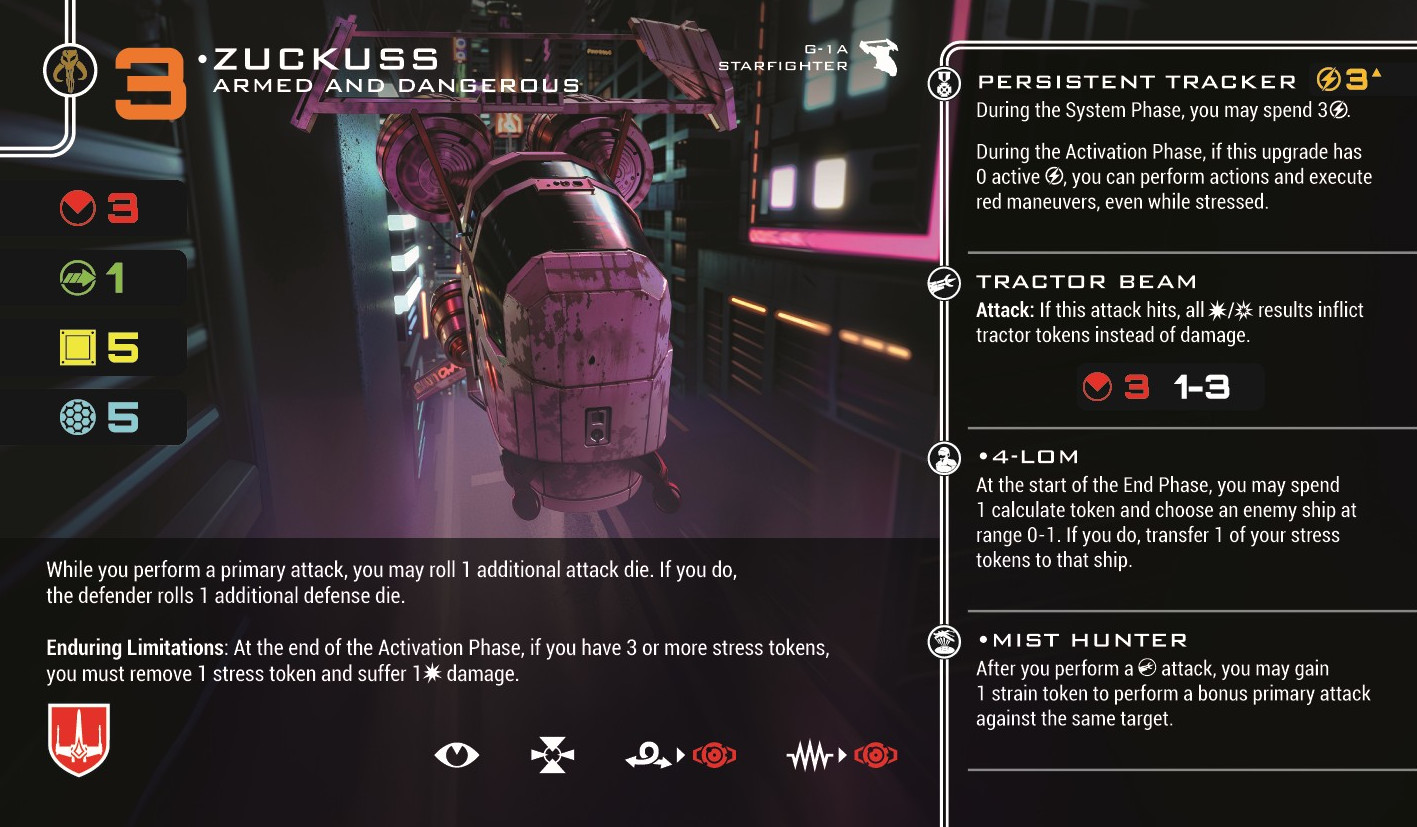 3
•ZUCKUSS
ARMED AND DANGEROUS
G-1A
STARFIGHTER
3
1
5
5
While you perform a primary attack, you may roll 1 additional attack die. If you do,
the defender rolls 1 additional defense die.
Enduring Limitations: At the end of the Activation Phase, if you have 3 or more stress tokens,
you must remove 1 stress token and suffer 1 damage.
PERSISTENT TRACKER 3
During the System Phase, you may spend 3.
During the Activation Phase, if this upgrade has
0 active , you can perform actions and execute
red maneuvers, even while stressed.
TRACTOR BEAM
Attack: If this attack hits, all / results inflict
tractor tokens instead of damage.
3 1-3
•4-LOM
At the start of the End Phase, you may spend
1 calculate token and choose an enemy ship at
range 0-1. If you do, transfer 1 of your stress
tokens to that ship.
•MIST HUNTER
After you perform a attack, you may gain
1 strain token to perform a bonus primary attack
against the same target.